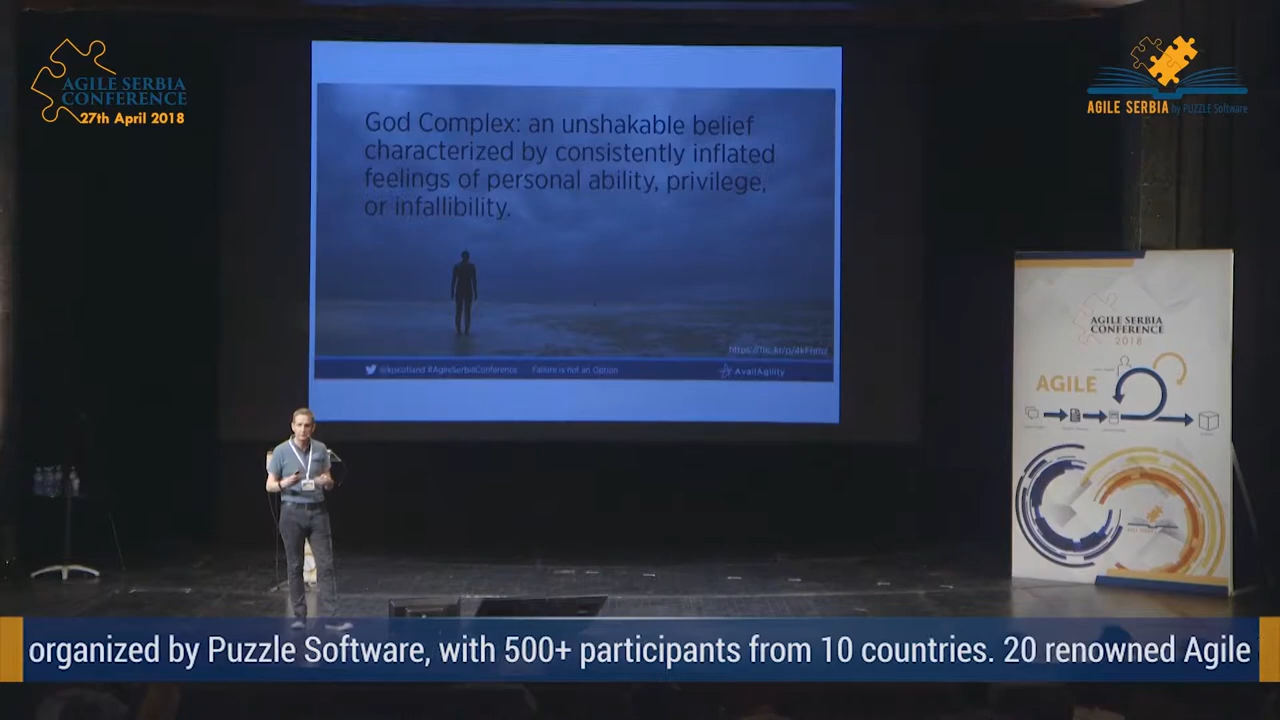 AGILE SERBIA
CONFERENCE
27th April 2018
AGILE SERBIA by PUZZLE Software
God Complex: an unshakable belief
characterized by consistently inflated
feelings of personal ability, privilege,
or infallibility.
@kjscotland #AgileSerbiaConference Failure is not an Option AvailAgility
AGILE SERBIA
CONFERENCE
2018
AGILE
organized by Puzzle Software, with 500+ participants from 10 countries. 20 renowned Agile